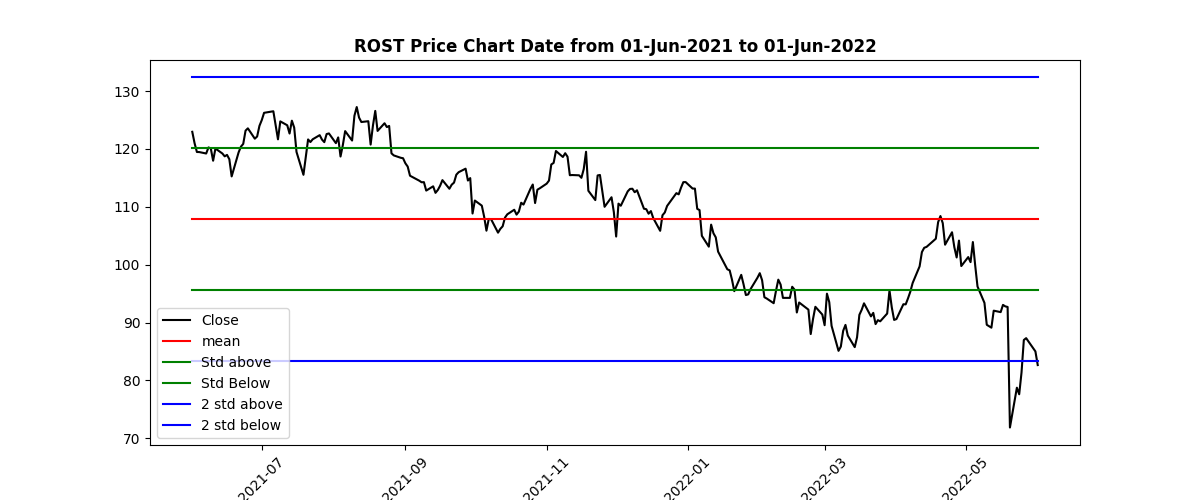 ROST Price Chart Date from 01-Jun-2021 to 01-Jun-2022
130
120
110
100
90
80
70
Close
mean
Std above
Std Below
2 std above
2 std below
2021-07
2021-09
2021-11
2022-01
2022-03
2022-05